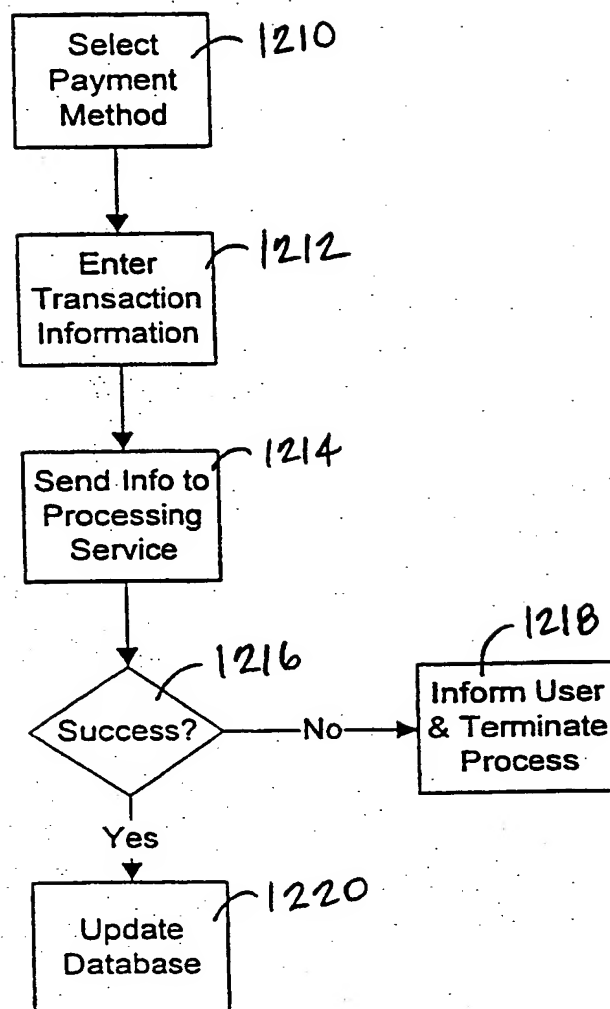 Select
Payment
Method
1210
Enter
Transaction
Information
1212
Send Info to
Processing
Service
1214
Success?
1216
No
Inform User
& Terminate
Process
1218
Yes
Update
Database
1220